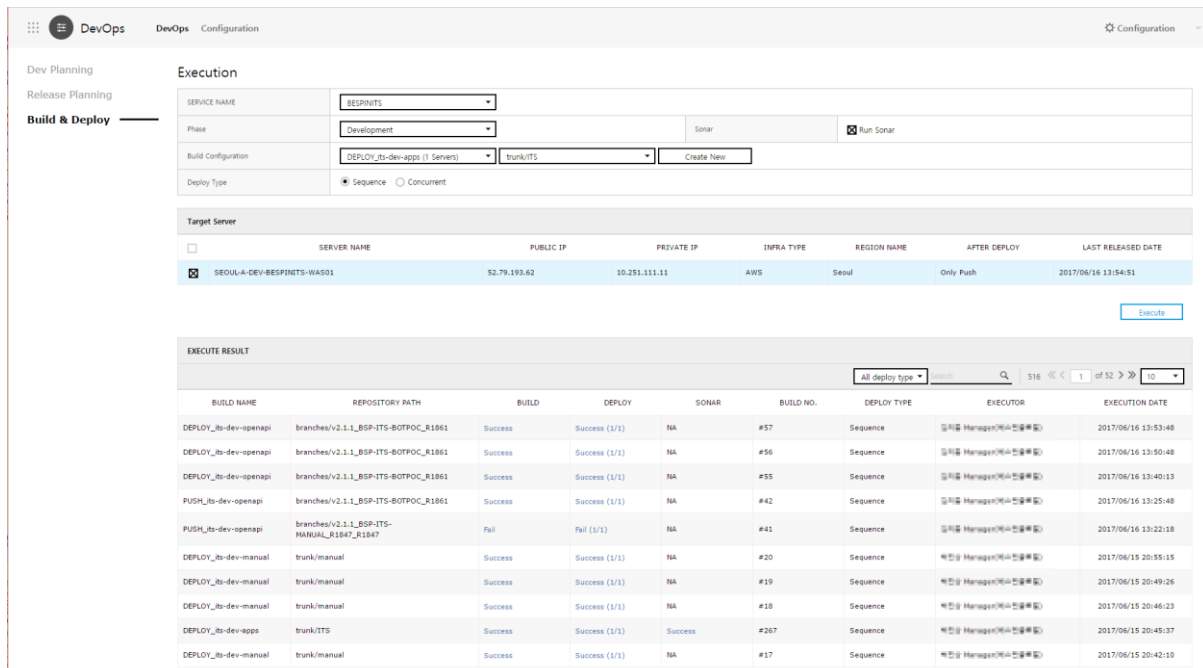 DevOps DevOps Configuration Configuration
Dev Planning
Release Planning
Build & Deploy
Execution
SERVICE NAME BESPINITS
Phase Development Sonar Run Sonar
Build Configuration DEPLOY_its-dev-apps (1 Servers) trunk/ITS Create New
Deploy Type Sequence Concurrent
Target Server
SERVER NAME PUBLIC IP PRIVATE IP INFRA TYPE REGION NAME AFTER DEPLOY LAST RELEASED DATE
SEOUL-A-DEV-BESPINITS-WAS01 52.79.193.62 10.251.111.11 AWS Seoul Only Push 2017/06/16 13:54:51
Execute
EXECUTE RESULT
All deploy type Search 516 1 of 52 10
BUILD NAME REPOSITORY PATH BUILD DEPLOY SONAR BUILD NO. DEPLOY TYPE EXECUTOR EXECUTION DATE
DEPLOY_its-dev-openapi branches/v2.1.1_BSP-ITS-BOTPOC_R1861 Success Success (1/1) NA #57 Sequence Manager 2017/06/16 13:53:48
DEPLOY_its-dev-openapi branches/v2.1.1_BSP-ITS-BOTPOC_R1861 Success Success (1/1) NA #56 Sequence Manager 2017/06/16 13:50:48
DEPLOY_its-dev-openapi branches/v2.1.1_BSP-ITS-BOTPOC_R1861 Success Success (1/1) NA #55 Sequence Manager 2017/06/16 13:40:13
PUSH_its-dev-openapi branches/v2.1.1_BSP-ITS-BOTPOC_R1861 Success Success (1/1) NA #42 Sequence Manager 2017/06/16 13:25:48
PUSH_its-dev-openapi branches/v2.1.1_BSP-ITS-
MANUAL_R1847_R1847 Fail Fail (1/1) NA #41 Sequence Manager 2017/06/16 13:22:18
DEPLOY_its-dev-manual trunk/manual Success Success (1/1) NA #20 Sequence Manager 2017/06/15 20:55:15
DEPLOY_its-dev-manual trunk/manual Success Success (1/1) NA #19 Sequence Manager 2017/06/15 20:49:26
DEPLOY_its-dev-manual trunk/manual Success Success (1/1) NA #18 Sequence Manager 2017/06/15 20:46:23
DEPLOY_its-dev-apps trunk/ITS Success Success (1/1) Success #267 Sequence Manager 2017/06/15 20:45:37
DEPLOY_its-dev-manual trunk/manual Success Success (1/1) NA #17 Sequence Manager 2017/06/15 20:42:10